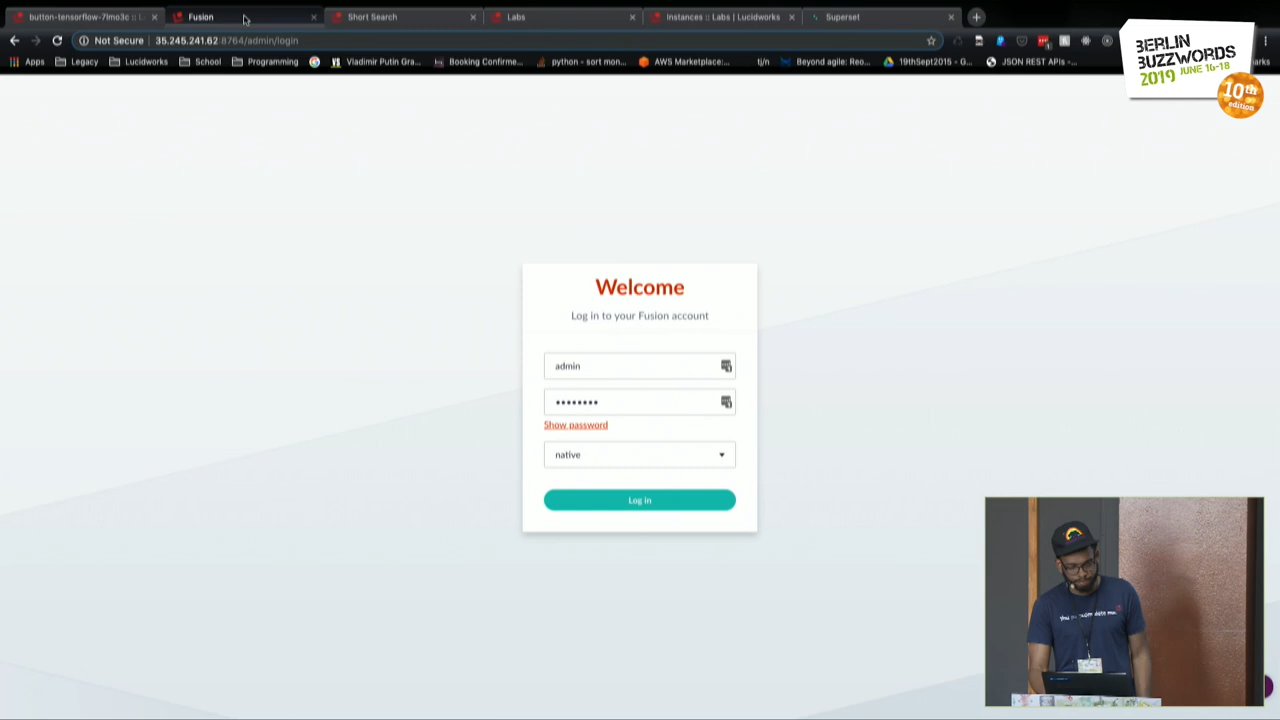 button-tensorflow-7lmo3c :: L
Fusion
Short Search
Labs
Instances :: Labs | Lucidworks
Superset
Not Secure | 35.245.241.62:8764/admin/login
Apps
Legacy
Lucidworks
School
Programming
Vladimir Putin Gra...
Booking Confirme...
python - sort mon...
AWS Marketplace:...
tj/n
Beyond agile: Reo...
19thSept2015 - G...
JSON REST APIs -...
BERLIN
BUZZWORDS
2019 JUNE 16-18
10th
edition
Welcome
Log in to your Fusion account
admin
••••••••
Show password
native
Log in